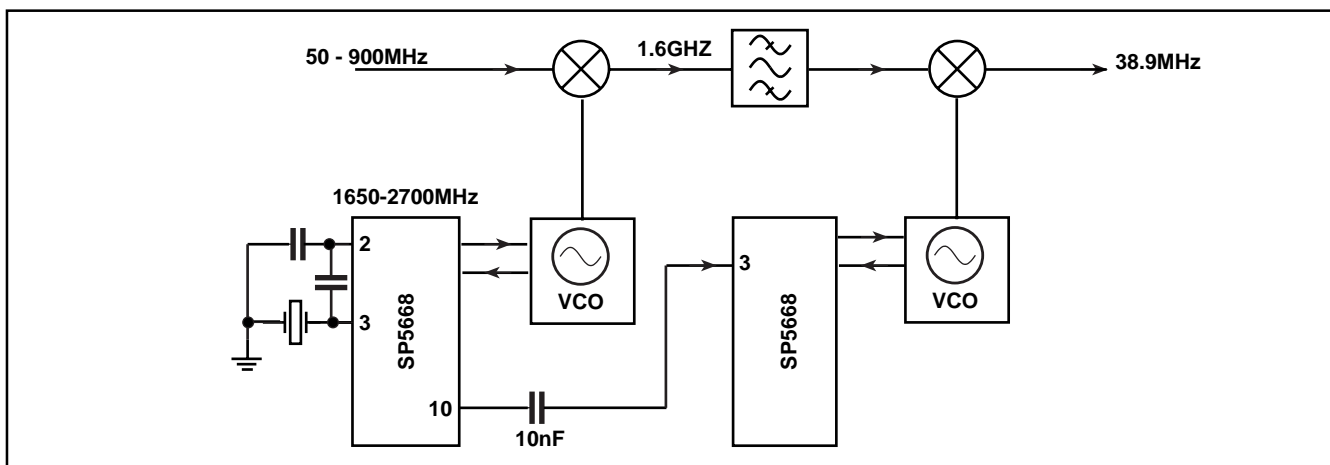 50 - 900MHz
1.6GHZ
38.9MHz
1650-2700MHz
2
3
10
SP5668
VCO
10nF
3
SP5668
VCO